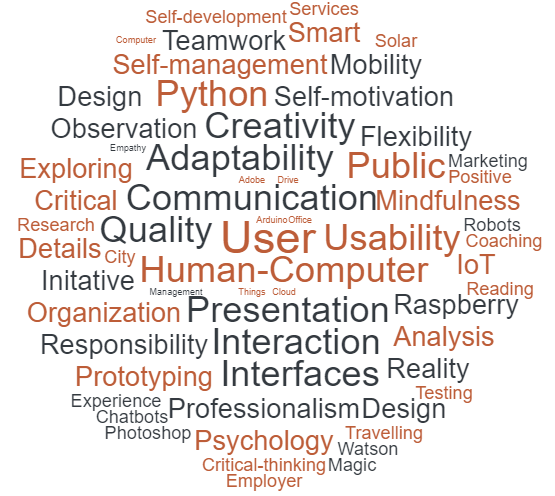 Self-development Services
Computer Teamwork Smart Solar
Self-management Mobility
Design Python Self-motivation
Observation Creativity Flexibility
Empathy Adaptability Public Marketing
Exploring Adobe Drive Positive
Critical Communication Mindfulness
Research Quality Arduino Office Robots
Details City User Usability Coaching
Initative Human-Computer IoT
Management Things Cloud Reading
Organization Presentation Raspberry
Responsibility Interaction Analysis
Prototyping Interfaces Reality
Experience Professionalism Design Testing
Chatbots
Photoshop Psychology Travelling
Watson
Critical-thinking Magic
Employer